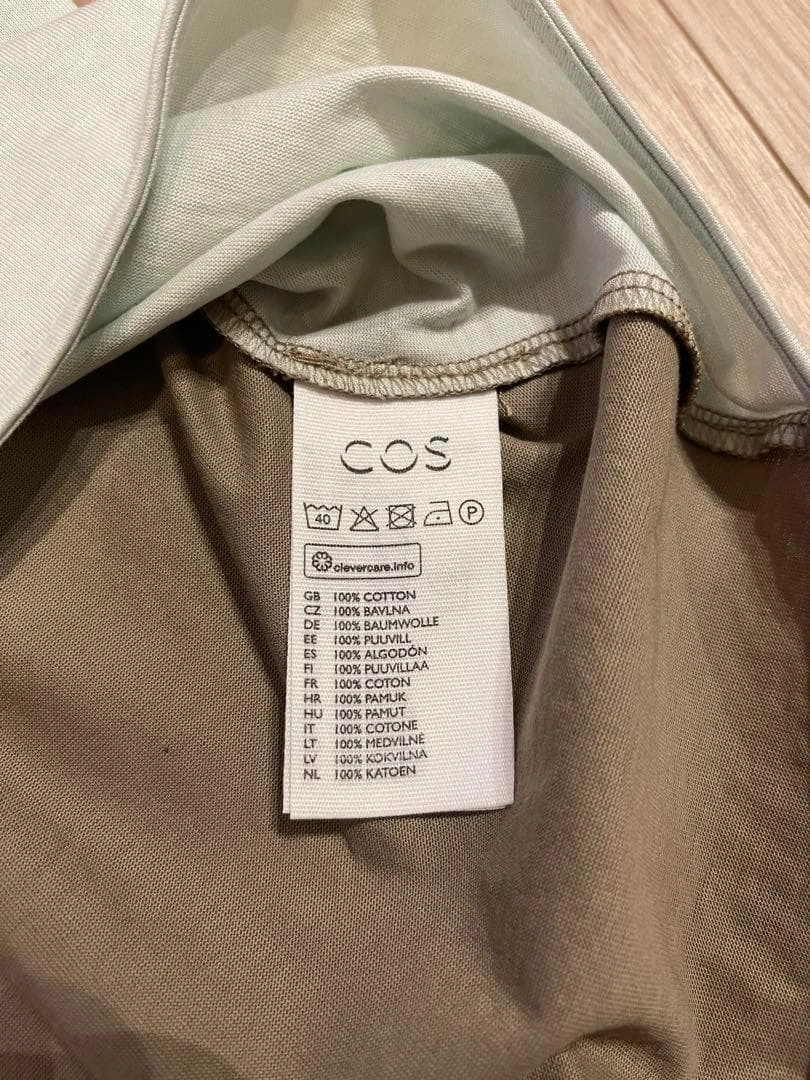 COS
40 P
clevercare.info
GB 100% COTTON
CZ 100% BAVLNA
DE 100% BAUMWOLLE
EE 100% PUUVILL
ES 100% ALGODÓN
FI 100% PUUVILLAA
FR 100% COTON
HR 100% PAMUK
HU 100% PAMUT
IT 100% COTONE
LT 100% MEDVILNĖ
LV 100% KOKVILNA
NL 100% KATOEN